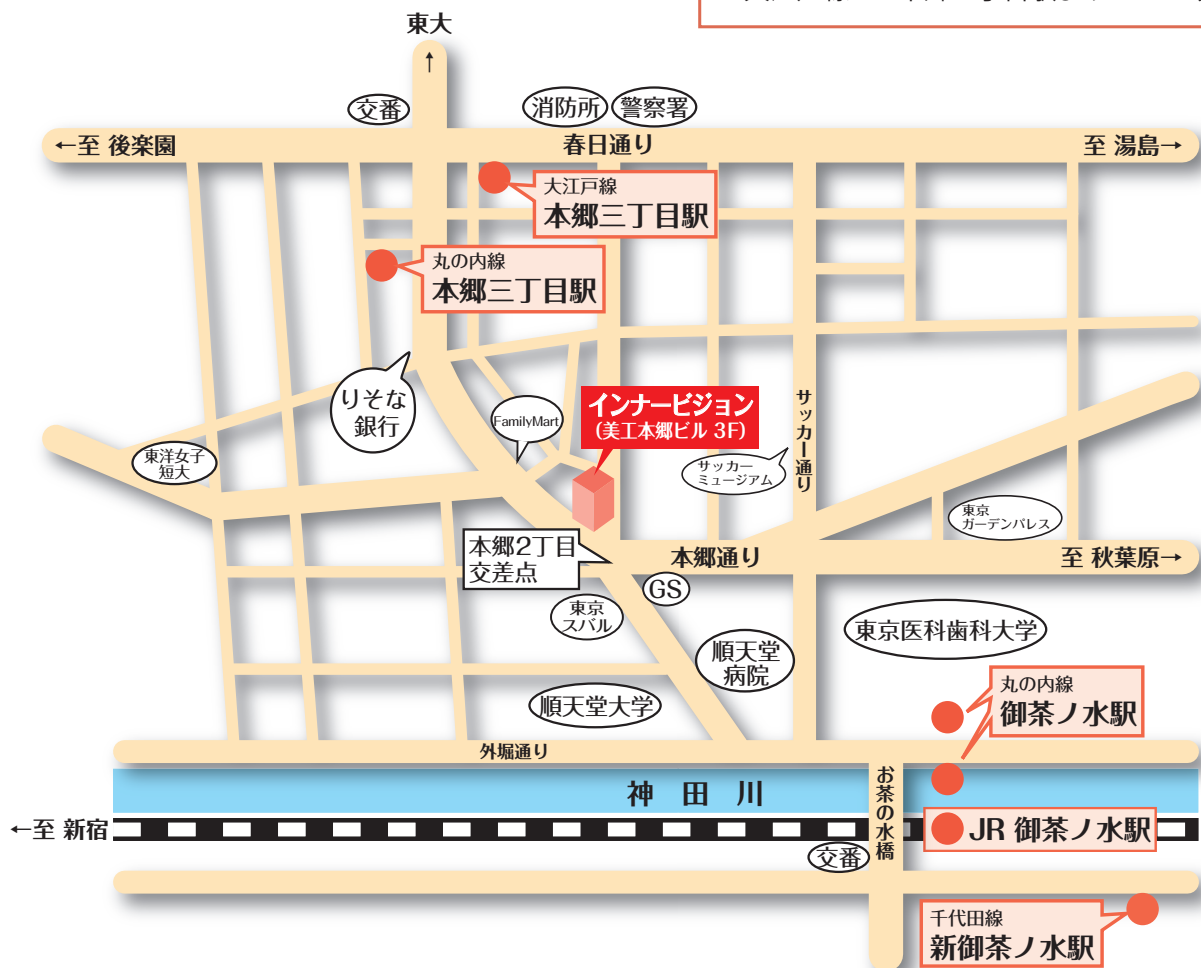 東大
↑
交番
消防所
警察署
←至 後楽園
春日通り
至 湯島→
大江戸線
本郷三丁目駅
丸の内線
本郷三丁目駅
りそな
銀行
FamilyMart
インナービジョン
(美工本郷ビル 3F)
サッカー通り
サッカー
ミュージアム
東洋女子
短大
東京
ガーデンパレス
本郷2丁目
交差点
本郷通り
至 秋葉原→
GS
東京
スバル
順天堂
病院
東京医科歯科大学
順天堂大学
丸の内線
御茶ノ水駅
外堀通り
神田川
お茶の水橋
←至 新宿
JR 御茶ノ水駅
交番
千代田線
新御茶ノ水駅